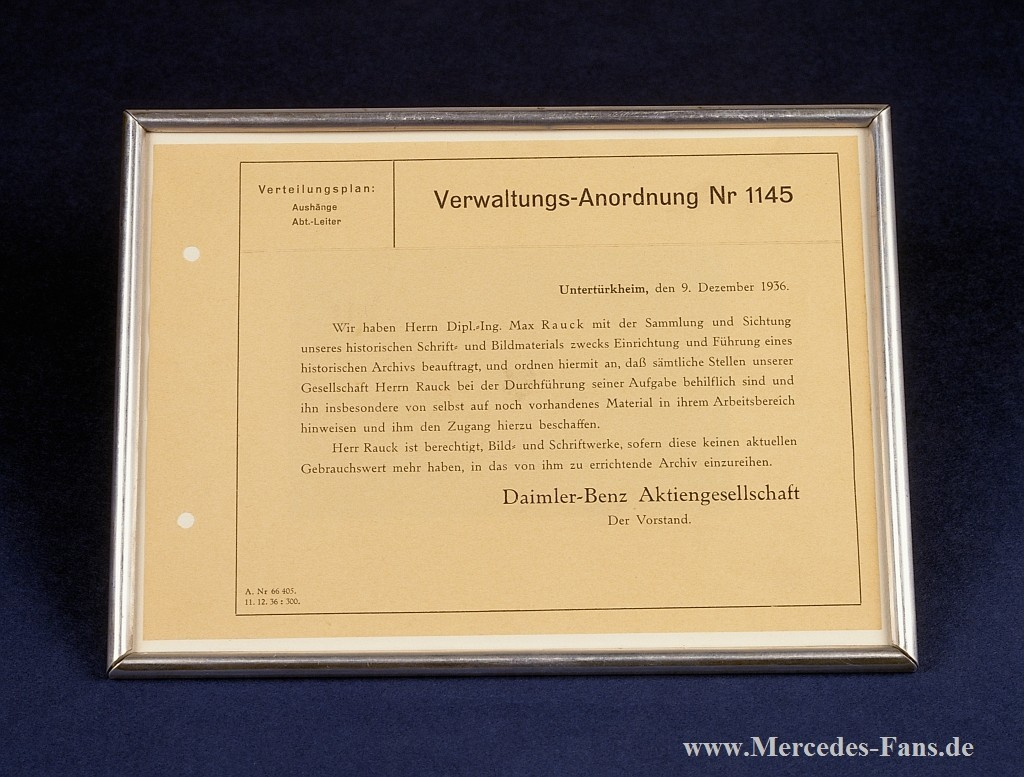 Verteilungsplan:
Aushänge
Abt.-Leiter
Verwaltungs-Anordnung Nr 1145
Untertürkheim, den 9. Dezember 1936.
Wir haben Herrn Dipl.-Ing. Max Rauck mit der Sammlung und Sichtung
unseres historischen Schrift- und Bildmaterials zwecks Einrichtung und Führung eines
historischen Archivs beauftragt, und ordnen hiermit an, daß sämtliche Stellen unserer
Gesellschaft Herrn Rauck bei der Durchführung seiner Aufgabe behilflich sind und
ihn insbesondere von selbst auf noch vorhandenes Material in ihrem Arbeitsbereich
hinweisen und ihm den Zugang hierzu beschaffen.
Herr Rauck ist berechtigt, Bild- und Schriftwerke, sofern diese keinen aktuellen
Gebrauchswert mehr haben, in das von ihm zu errichtende Archiv einzureihen.
Daimler-Benz Aktiengesellschaft
Der Vorstand.
A. Nr 66 405.
11. 12. 36 : 300.
www.Mercedes-Fans.de